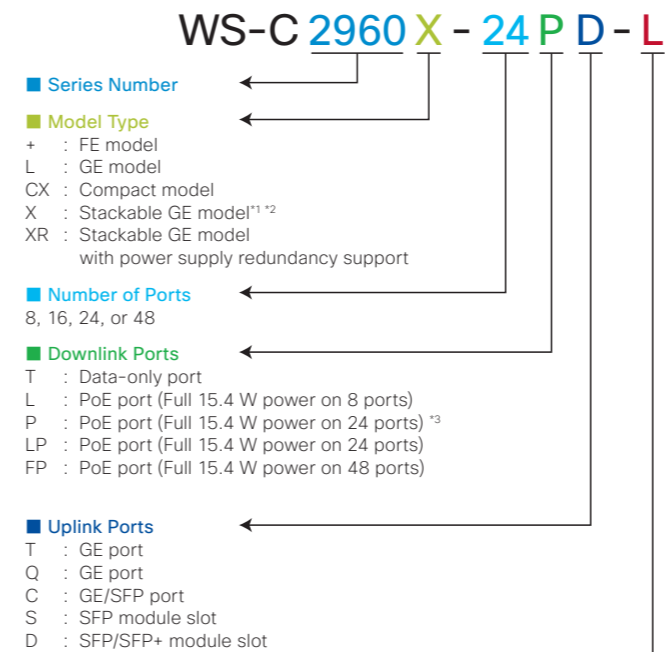 WS-C 2960 X - 24 P D - L
■ Series Number
■ Model Type
+ : FE model
L : GE model
CX : Compact model
X : Stackable GE model*1 *2
XR : Stackable GE model
with power supply redundancy support
■ Number of Ports
8, 16, 24, or 48
■ Downlink Ports
T : Data-only port
L : PoE port (Full 15.4 W power on 8 ports)
P : PoE port (Full 15.4 W power on 24 ports) *3
LP : PoE port (Full 15.4 W power on 24 ports)
FP : PoE port (Full 15.4 W power on 48 ports)
■ Uplink Ports
T : GE port
Q : GE port
C : GE/SFP port
S : SFP module slot
D : SFP/SFP+ module slot